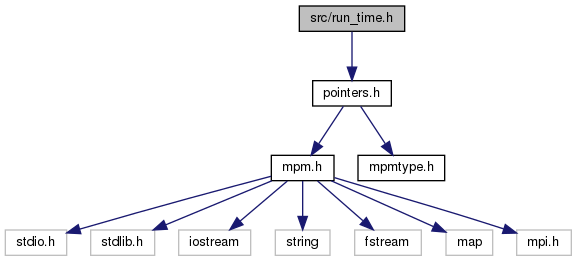 src/run_time.h
pointers.h
mpm.h
mpmtype.h
stdio.h
stdlib.h
iostream
string
fstream
map
mpi.h